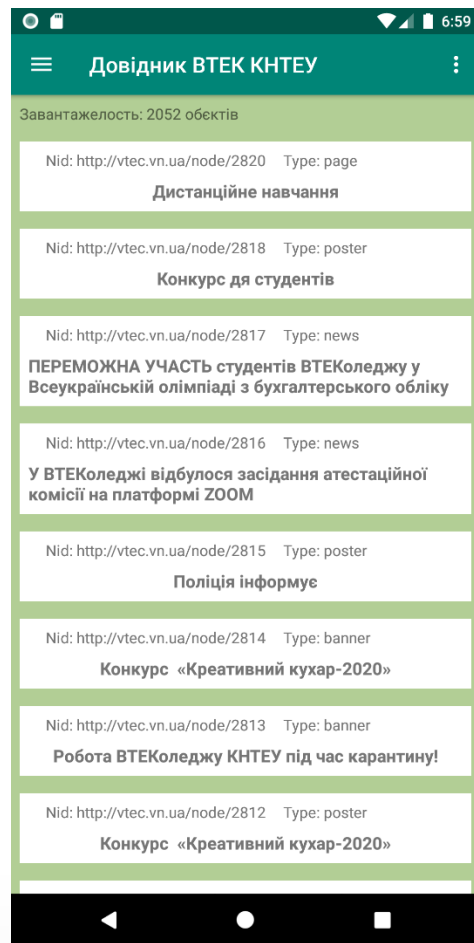 6:59
Довідник ВТЕК КНТЕУ
Завантажелость: 2052 обєктів
Nid: http://vtec.vn.ua/node/2820 Type: page
Дистанційне навчання
Nid: http://vtec.vn.ua/node/2818 Type: poster
Конкурс дя студентів
Nid: http://vtec.vn.ua/node/2817 Type: news
ПЕРЕМОЖНА УЧАСТЬ студентів ВТЕКоледжу у
Всеукраїнській олімпіаді з бухгалтерського обліку
Nid: http://vtec.vn.ua/node/2816 Type: news
У ВТЕКоледжі відбулося засідання атестаційної
комісії на платформі ZOOM
Nid: http://vtec.vn.ua/node/2815 Type: poster
Поліція інформує
Nid: http://vtec.vn.ua/node/2814 Type: banner
Конкурс «Креативний кухар-2020»
Nid: http://vtec.vn.ua/node/2813 Type: banner
Робота ВТЕКоледжу КНТЕУ під час карантину!
Nid: http://vtec.vn.ua/node/2812 Type: poster
Конкурс «Креативний кухар-2020»